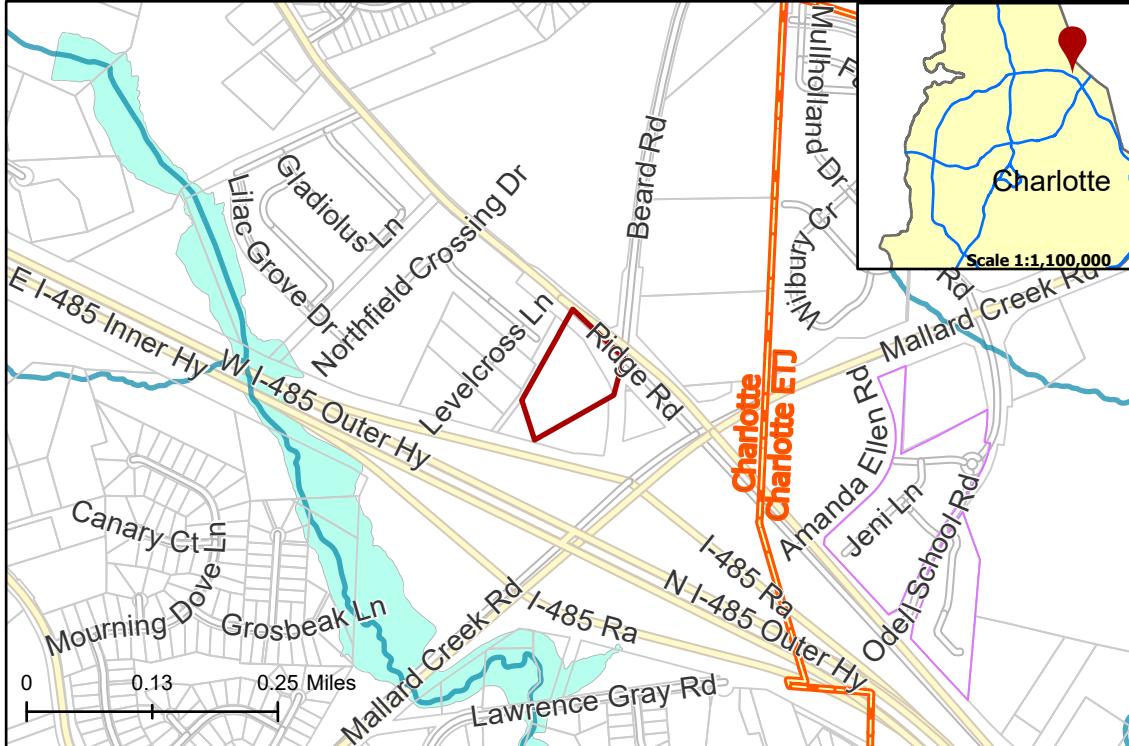 Mullholland Dr
Beard Rd
Charlotte
Scale 1:1,100,000
Gladiolus Ln
Lilac Grove Dr
Northfield Crossing Dr
Wilbury Cr
Rd
Mallard Creek Rd
E I-485 Inner Hy
W I-485 Outer Hy
Levelcross Ln
Ridge Rd
Charlotte
Charlotte ETJ
Amanda Ellen Rd
Jeni Ln
Odell School Rd
Canary Ct
Mourning Dove Ln
Grosbeak Ln
Mallard Creek Rd
I-485 Ra
I-485 Ra
N I-485 Outer Hy
Lawrence Gray Rd
0 0.13 0.25 Miles